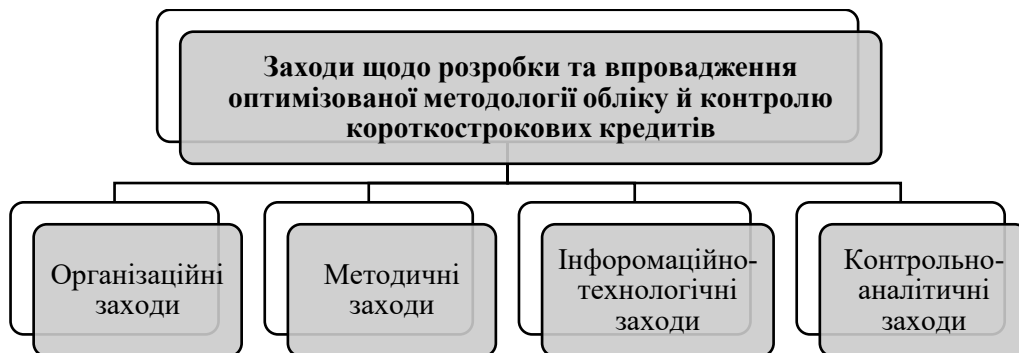 Заходи щодо розробки та впровадження
оптимізованої методології обліку й контролю
короткострокових кредитів
Організаційні
заходи
Методичні
заходи
Інфоромаційно-
технологічні
заходи
Контрольно-
аналітичні
заходи